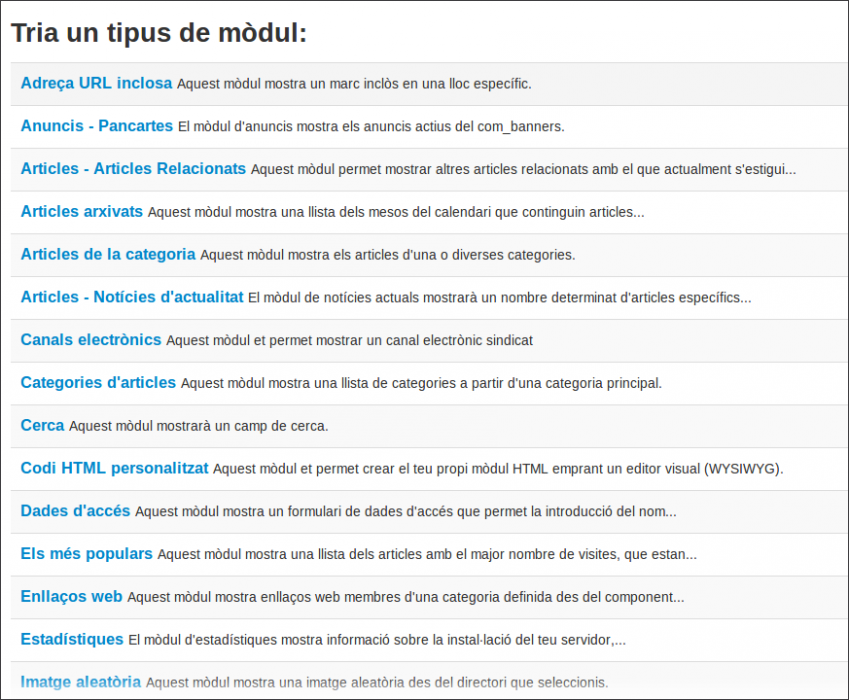 Tria un tipus de mòdul:
Adreça URL inclosa Aquest mòdul mostra un marc inclòs en una lloc específic.
Anuncis - Pancartes El mòdul d'anuncis mostra els anuncis actius del com_banners.
Articles - Articles Relacionats Aquest mòdul permet mostrar altres articles relacionats amb el que actualment s'estigui...
Articles arxivats Aquest mòdul mostra una llista dels mesos del calendari que continguin articles...
Articles de la categoria Aquest mòdul mostra els articles d'una o diverses categories.
Articles - Notícies d'actualitat El mòdul de notícies actuals mostrarà un nombre determinat d'articles específics...
Canals electrònics Aquest mòdul et permet mostrar un canal electrònic sindicat
Categories d'articles Aquest mòdul mostra una llista de categories a partir d'una categoria principal.
Cerca Aquest mòdul mostrarà un camp de cerca.
Codi HTML personalitzat Aquest mòdul et permet crear el teu propi mòdul HTML emprant un editor visual (WYSIWYG).
Dades d'accés Aquest mòdul mostra un formulari de dades d'accés que permet la introducció del nom...
Els més populars Aquest mòdul mostra una llista dels articles amb el major nombre de visites, que estan...
Enllaços web Aquest mòdul mostra enllaços web membres d'una categoria definida des del component...
Estadístiques El mòdul d'estadístiques mostra informació sobre la instal·lació del teu servidor,...
Imatge aleatòria Aquest mòdul mostra una imatge aleatòria des del directori que seleccionis.